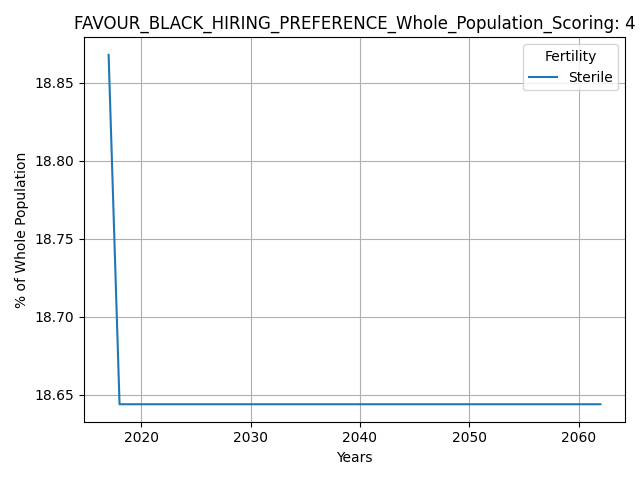 FAVOUR_BLACK_HIRING_PREFERENCE_Whole_Population_Scoring: 4
Fertility
Sterile
18.85
18.80
18.75
18.70
18.65
% of Whole Population
2020
2030
2040
2050
2060
Years